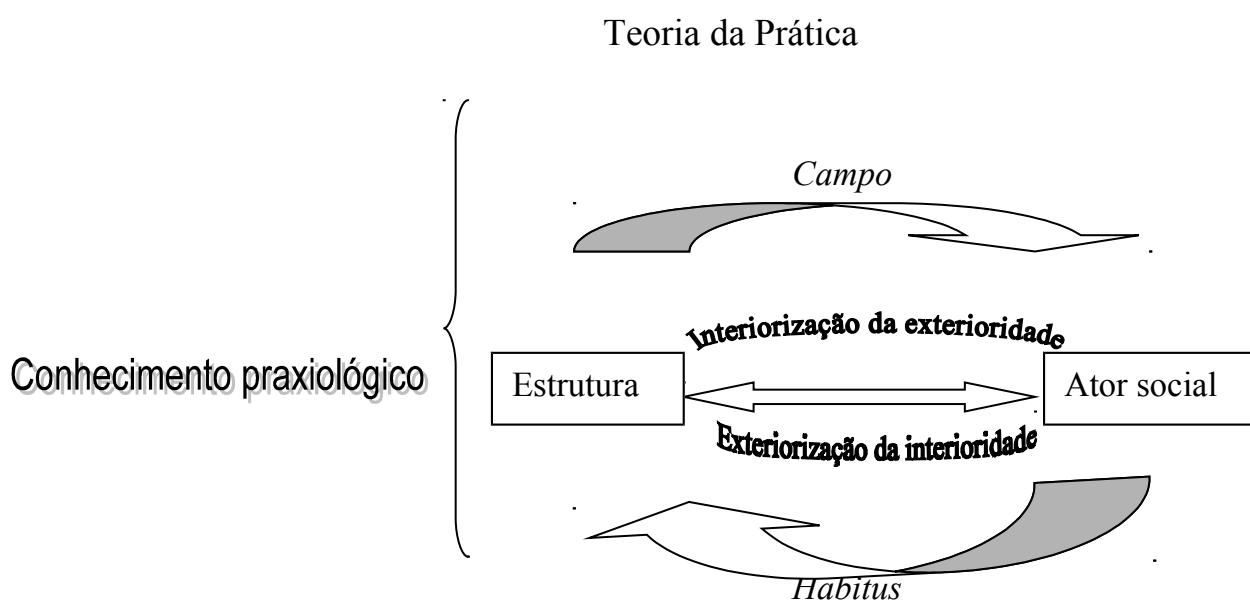 Teoria da Prática
Campo
Interiorização da exterioridade
Conhecimento praxiológico
Estrutura
Ator social
Exteriorização da interioridade
Habitus